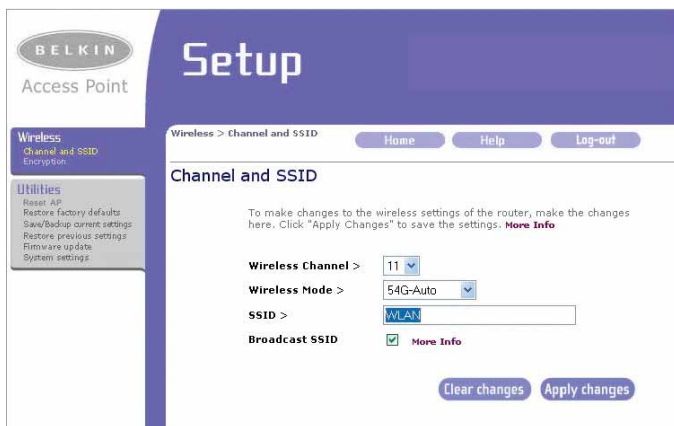 BELKIN
Access Point
Setup
Wireless
Channel and SSID
Encryption
Utilities
Reset AP
Restore factory defaults
Save/Backup current settings
Restore previous settings
Firmware update
System settings
Wireless > Channel and SSID
Home
Help
Log-out
Channel and SSID
To make changes to the wireless settings of the router, make the changes
here. Click "Apply Changes" to save the settings. More Info
Wireless Channel > 11
Wireless Mode > 54G-Auto
SSID > WLAN
Broadcast SSID More Info
Clear changes Apply changes